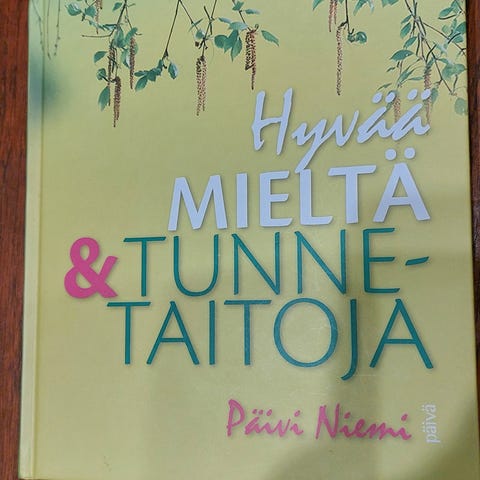 Hyvää
MIELTÄ
& TUNNE-
TAITOJA
Päivi Niemi
päivä